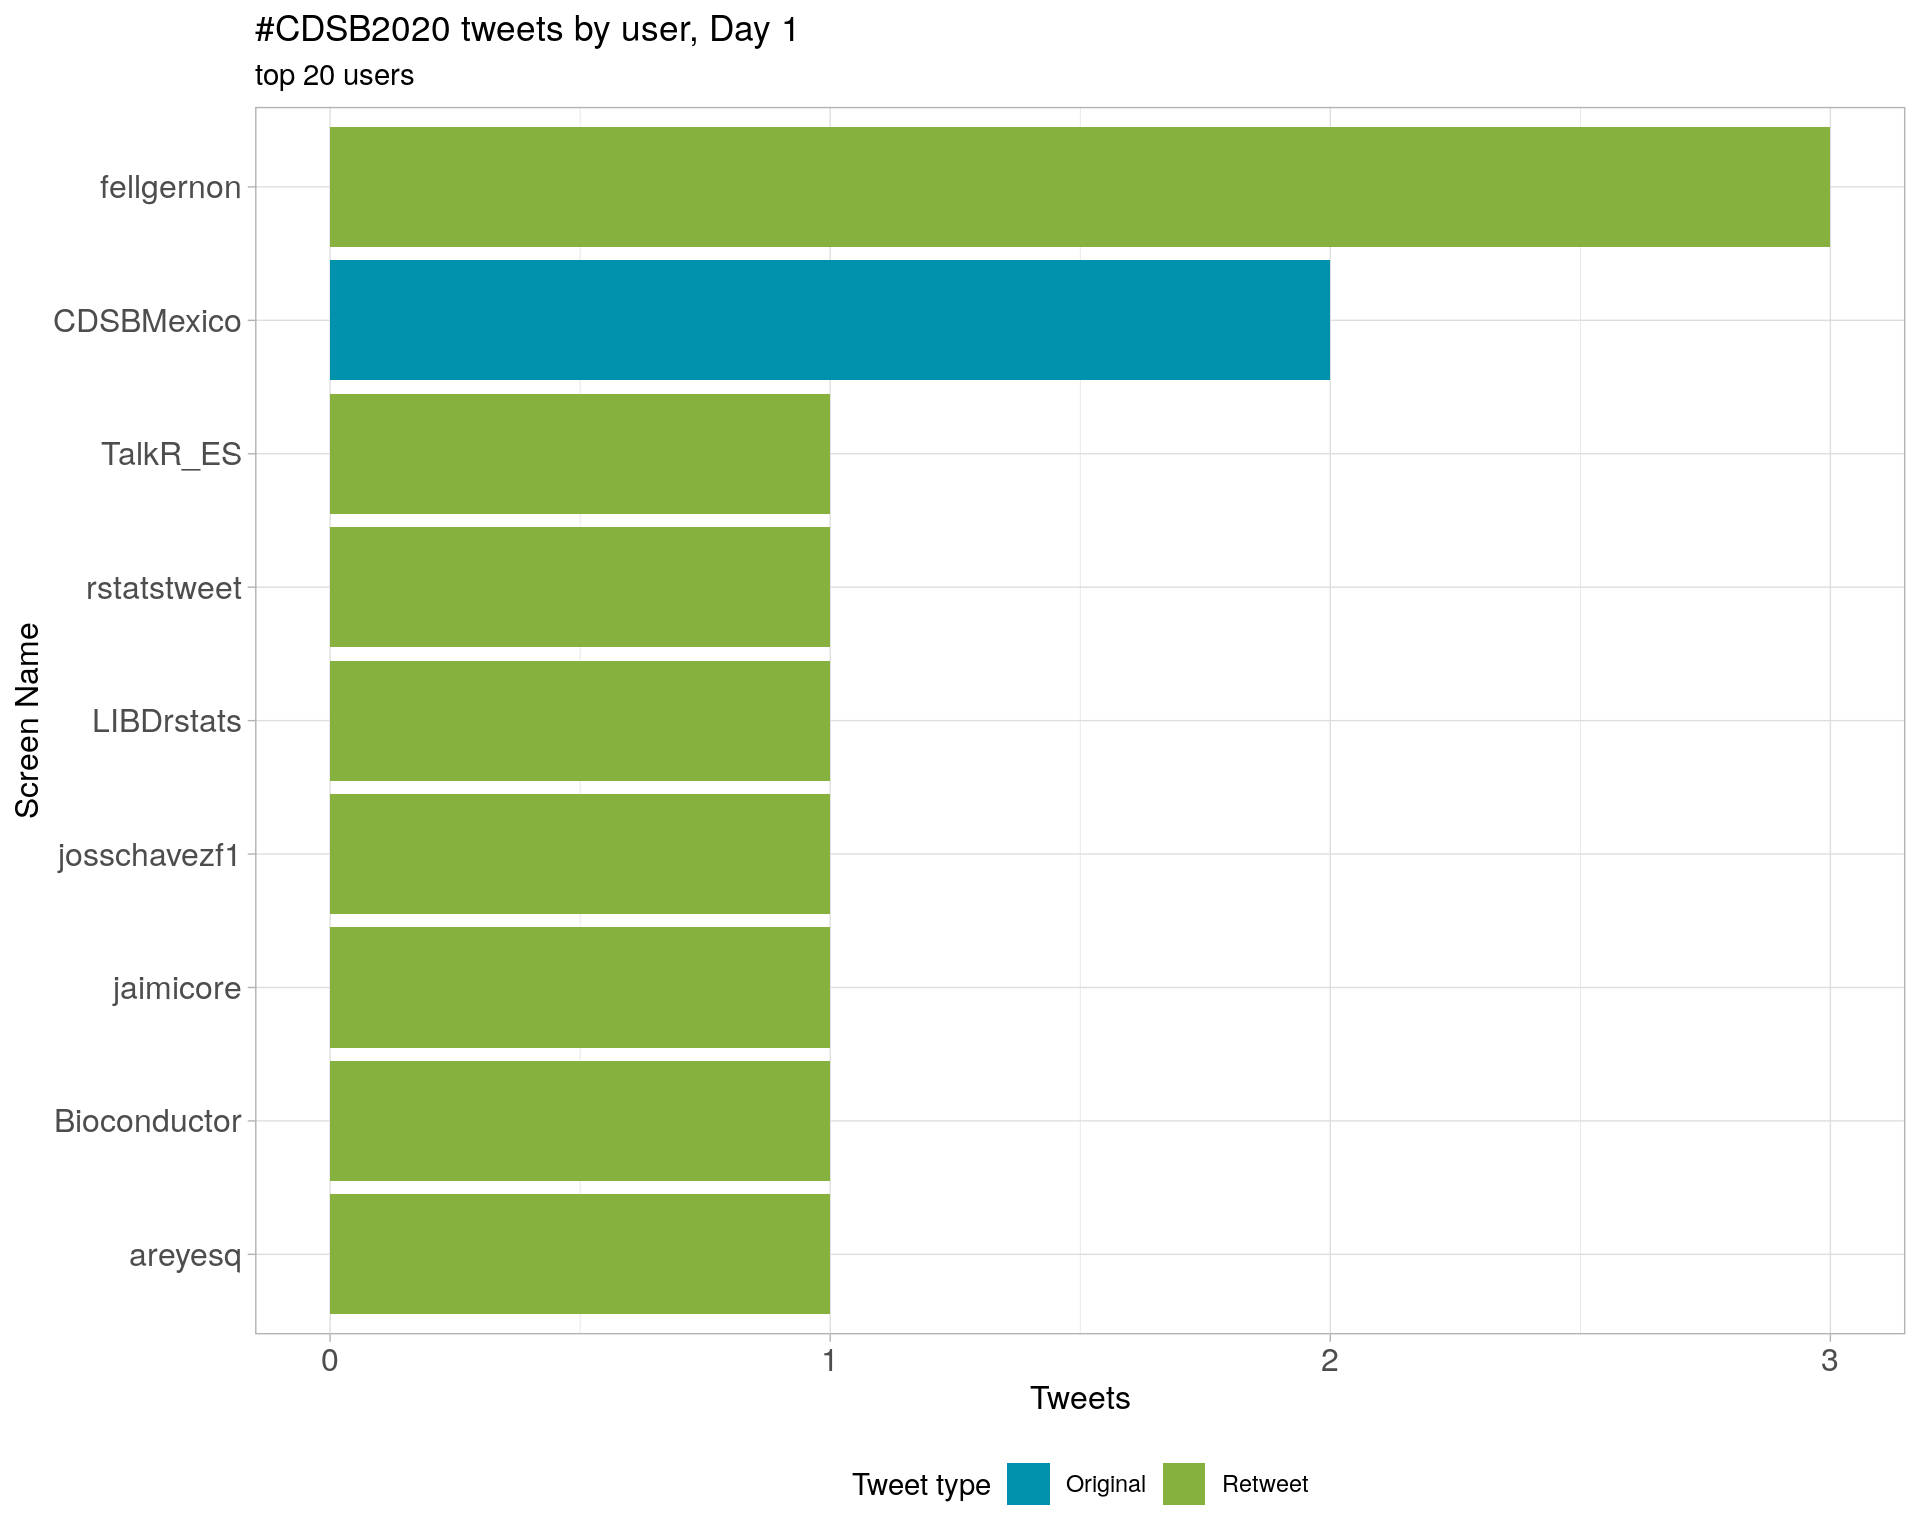 #CDSB2020 tweets by user, Day 1
top 20 users
fellgernon
CDSBMexico
TalkR_ES
rstatstweet
LIBDrstats
josschavezf1
jaimicore
Bioconductor
areyesq
Screen Name
0 1 2 3
Tweets
Tweet type Original Retweet